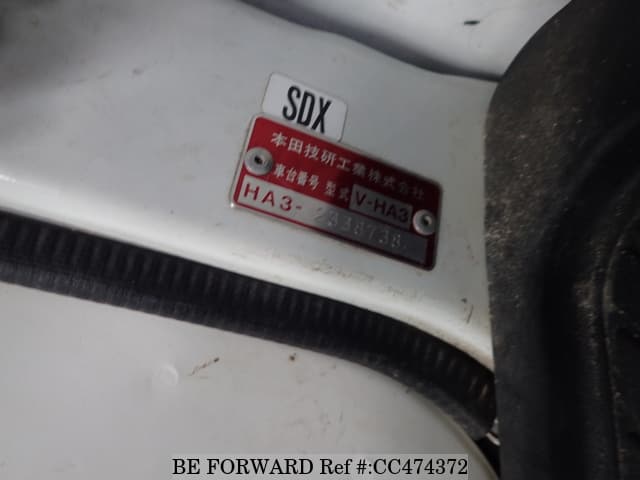 SDX
本田技研工業株式会社
車台番号 型式 V-HA3
HA3- 2338738
BE FORWARD Ref #:CC474372